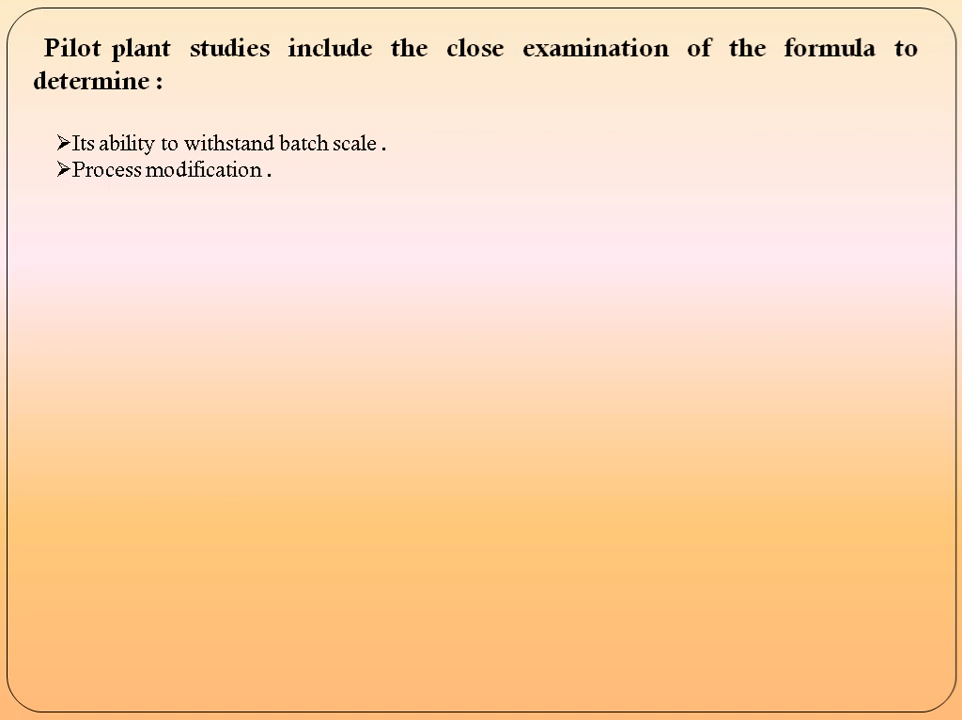 Pilot plant studies include the close examination of the formula to
determine :
➢Its ability to withstand batch scale .
➢Process modification .